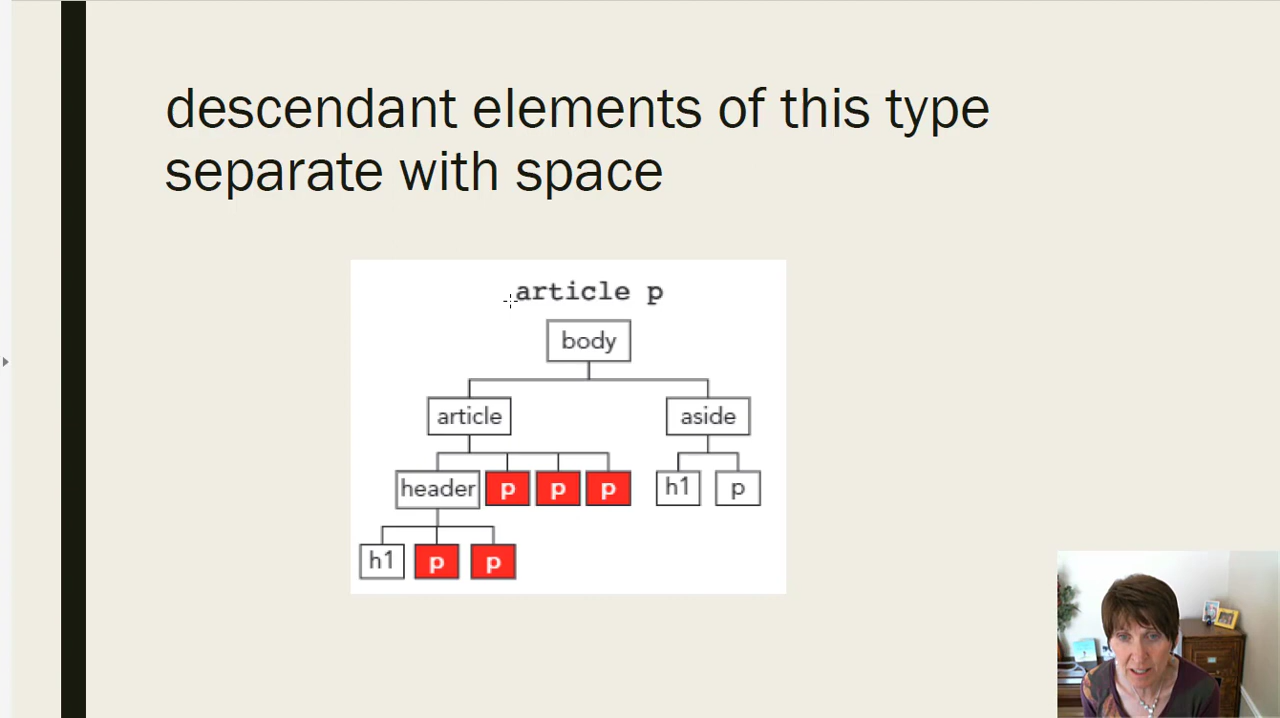 descendant elements of this type
separate with space
article p
body
article aside
header p p p h1 p
h1 p p